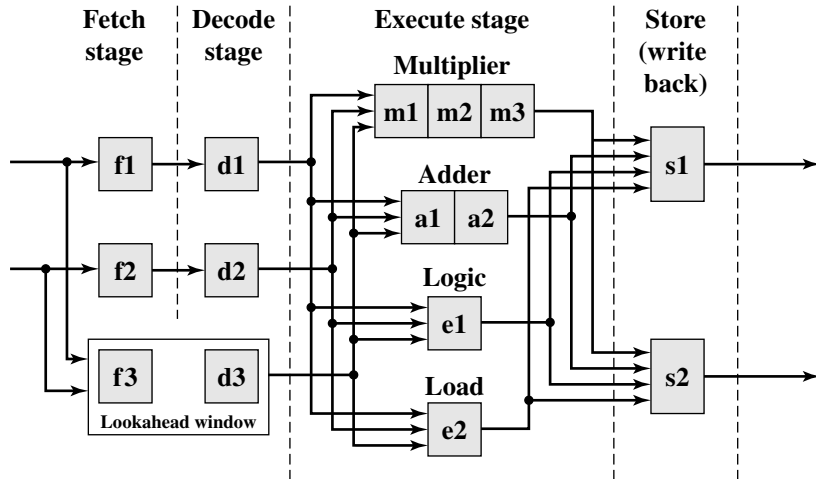 Fetch
stage
Decode
stage
Execute stage
Store
(write
back)
Multiplier
m1 m2 m3
f1
d1
s1
Adder
a1 a2
f2
d2
Logic
e1
f3
d3
s2
Load
e2
Lookahead window